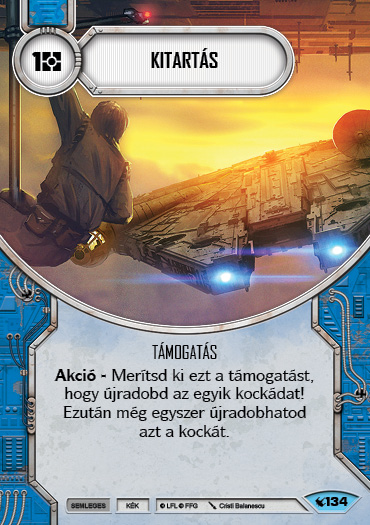 1
KITARTÁS
TÁMOGATÁS
Akció - Merítsd ki ezt a támogatást,
hogy újradobd az egyik kockádat!
Ezután még egyszer újradobhatod
azt a kockát.
SEMLEGES KÉK © LFL © FFG Cristi Balanescu 134